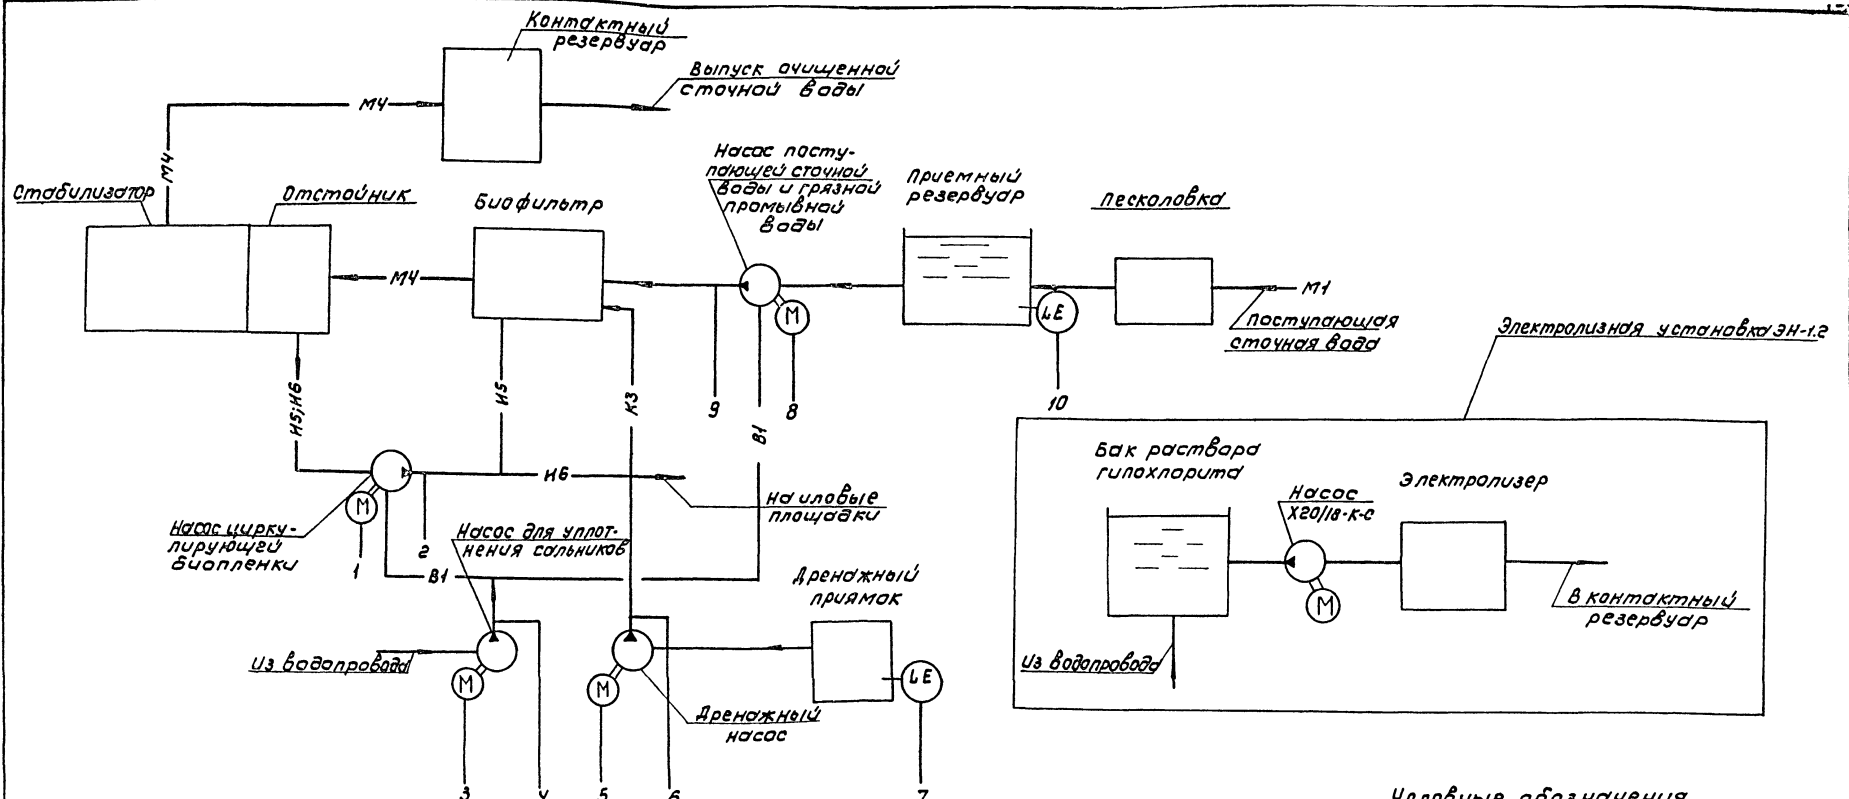 Контактный
резервуар
Выпуск очищенной
сточной воды
М4
М4
Стабилизатор
Отстойник
Биофильтр
Насос посту-
пающей сточной
воды и грязной
промывной
воды
Приемный
резервуар
Песколовка
М4
М
LE
М1
Поступающая
сточная вода
Электролизная установка ЭН-1.2
И5;И6
И5
К3
9
В1
8
10
Бак раствора
гипохлорита
Насос
Х20/18-К-С
Электролизер
И6
На иловые
площадки
М
Насос цирку-
лирующей
биопленки
1
2
Насос для уплот-
нения сальников
В1
Дренажный
приямок
М
В контактный
резервуар
Из водопровода
Из водопровода
М
М
LE
Дренажный
насос
3
4
5
6
7
Условные обозначения